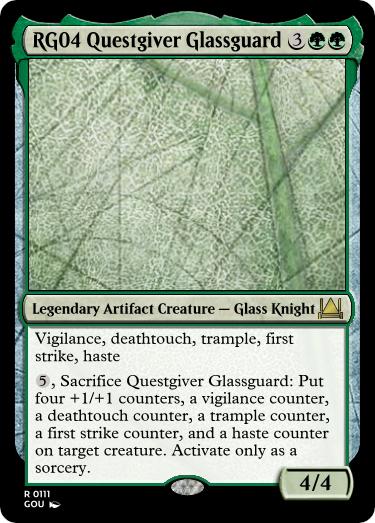 RG04 Questgiver Glassguard 3
Legendary Artifact Creature — Glass Knight
Vigilance, deathtouch, trample, first
strike, haste
5, Sacrifice Questgiver Glassguard: Put
four +1/+1 counters, a vigilance counter,
a deathtouch counter, a trample counter,
a first strike counter, and a haste counter
on target creature. Activate only as a
sorcery.
4/4
R 0111
GOU